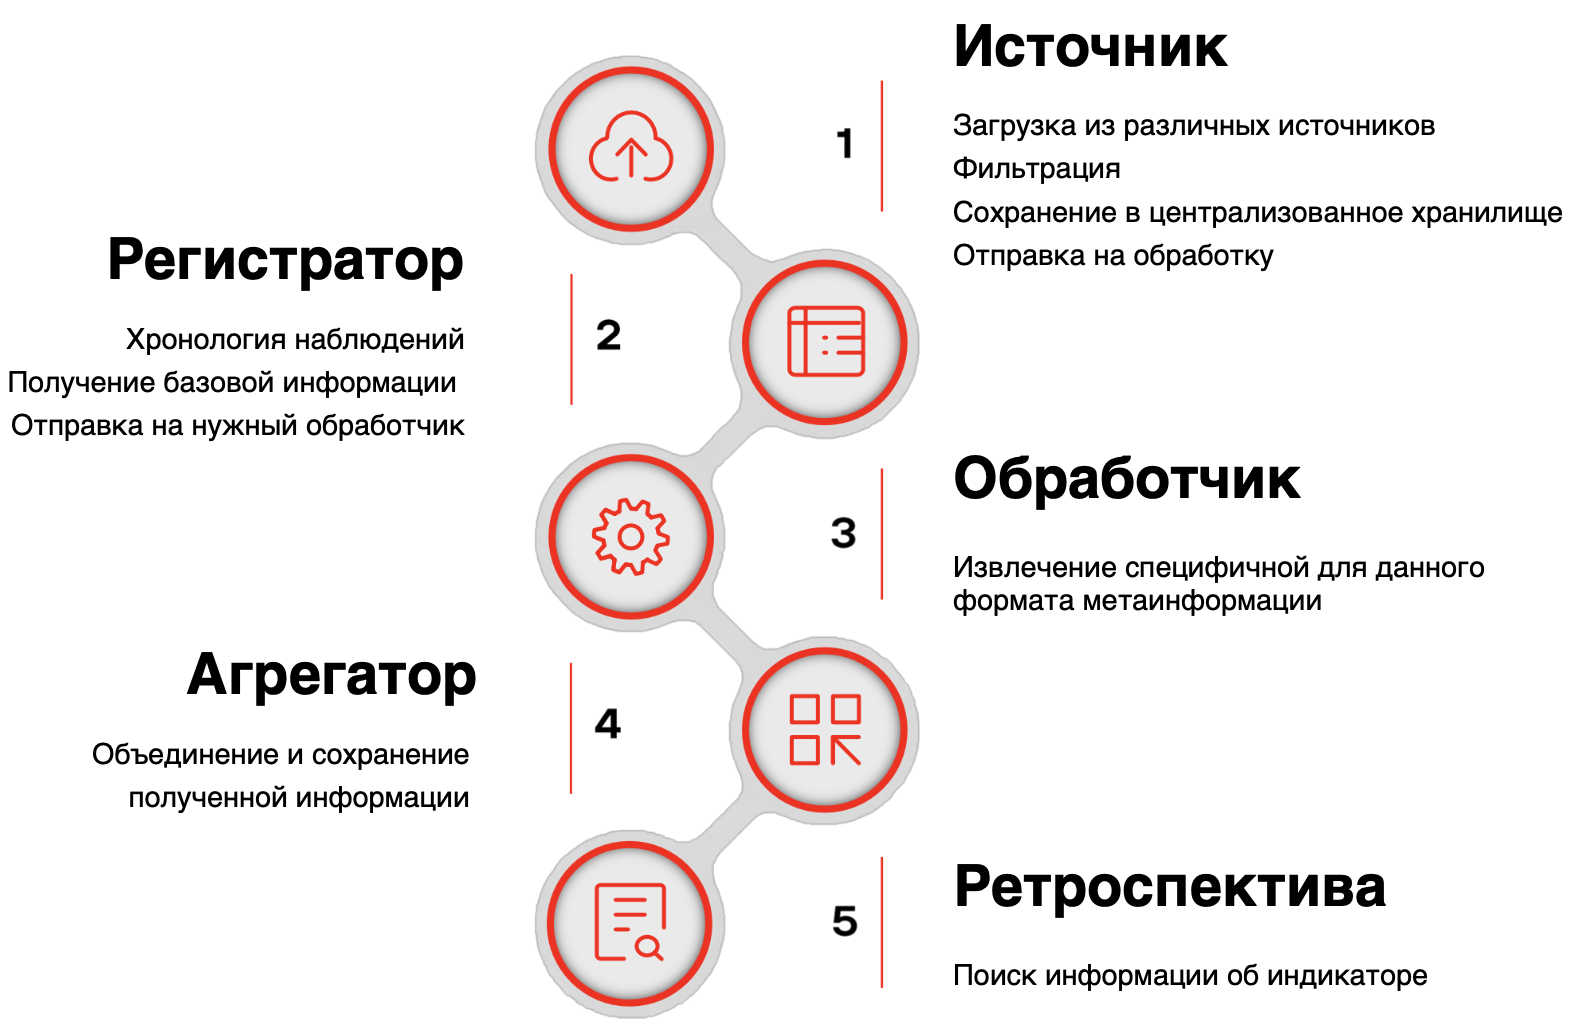 Источник
1
Загрузка из различных источников
Фильтрация
Сохранение в централизованное хранилище
Отправка на обработку
Регистратор
2
Хронология наблюдений
Получение базовой информации
Отправка на нужный обработчик
Обработчик
3
Извлечение специфичной для данного
формата метаинформации
Агрегатор
4
Объединение и сохранение
полученной информации
Ретроспектива
5
Поиск информации об индикаторе